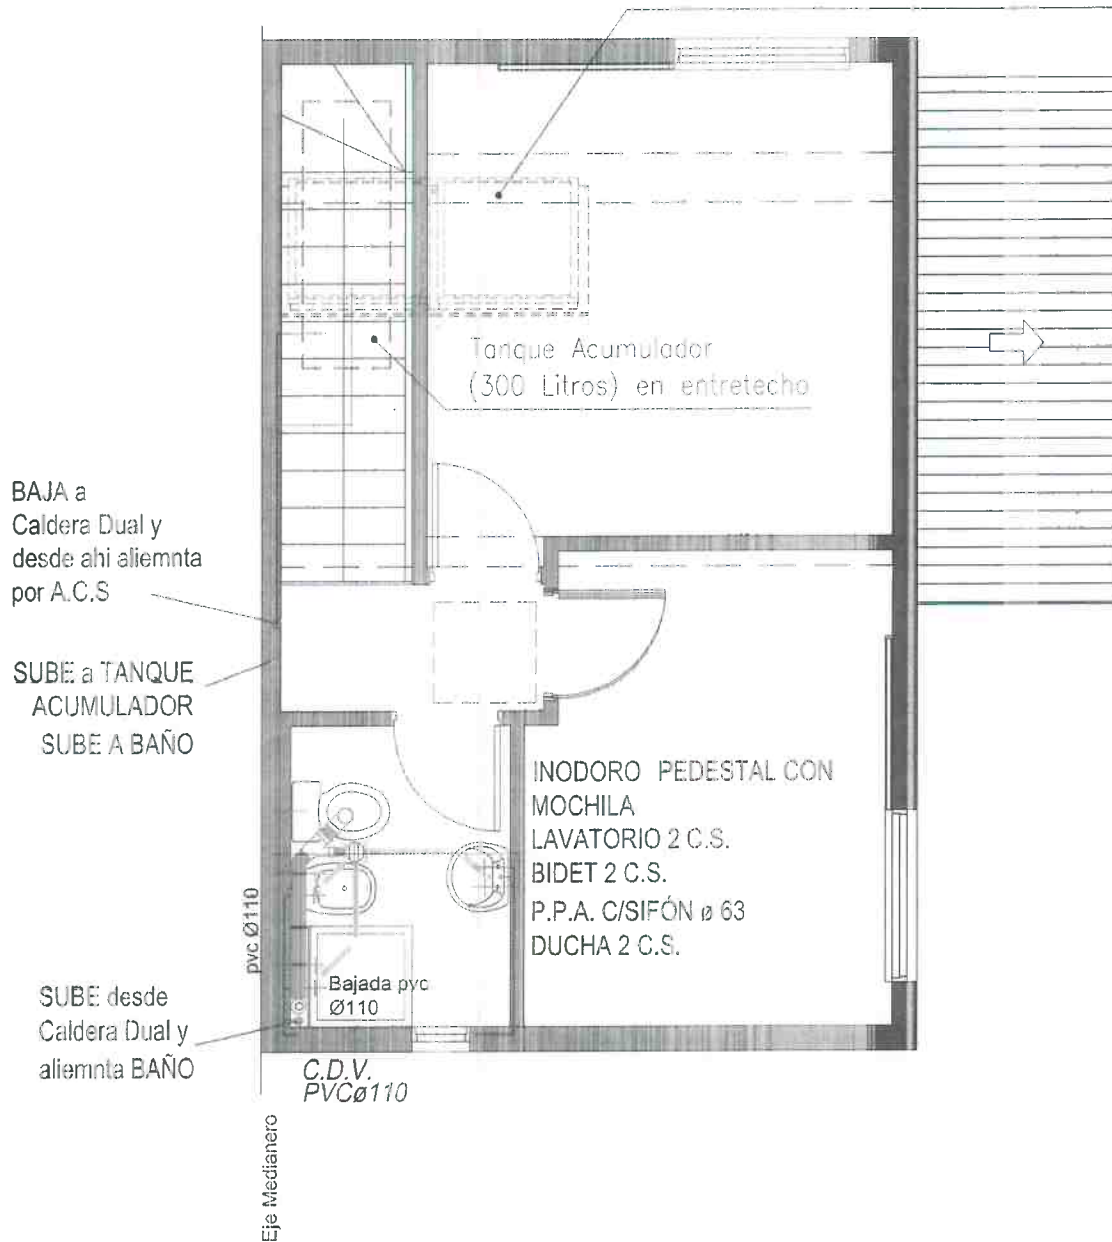 Tanque Acumulador
(300 Litros) en entretecho
BAJA a
Caldera Dual y
desde ahi aliemnta
por A.C.S
SUBE a TANQUE
ACUMULADOR
SUBE A BAÑO
INODORO PEDESTAL CON
MOCHILA
LAVATORIO 2 C.S.
BIDET 2 C.S.
P.P.A. C/SIFÓN ø 63
DUCHA 2 C.S.
pvc Ø110
Bajada pvc
Ø110
SUBE desde
Caldera Dual y
aliemnta BAÑO
C.D.V.
PVCø110
Eje Medianero